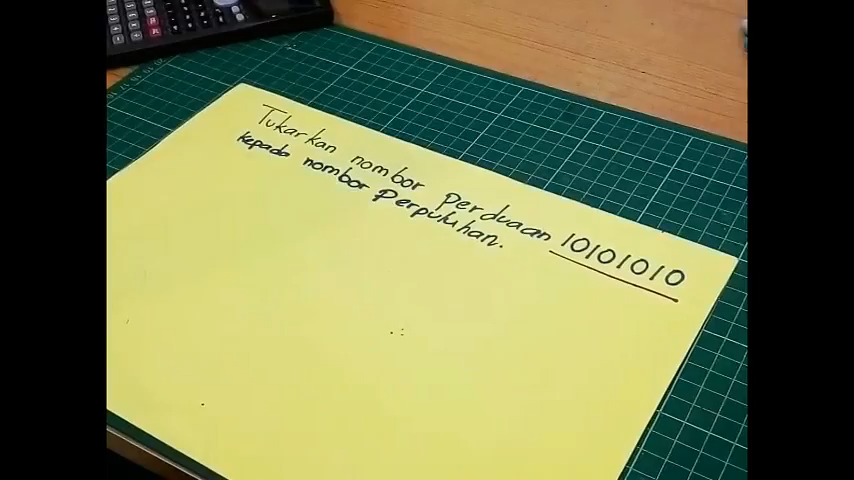 Tukarkan nombor Perduaan 10101010
kepada nombor Perpuluhan.